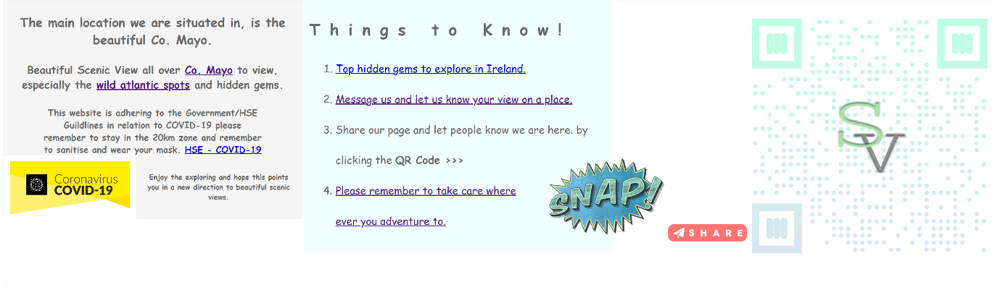 The main location we are situated in, is the
beautiful Co. Mayo.
Beautiful Scenic View all over Co. Mayo to view,
especially the wild atlantic spots and hidden gems.
This website is adhering to the Government/HSE
Guildlines in relation to COVID-19 please
remember to stay in the 20km zone and remember
to sanitise and wear your mask. HSE - COVID-19
Coronavirus
COVID-19
Enjoy the exploring and hope this points
you in a new direction to beautiful scenic
views.
Things to Know!
1. Top hidden gems to explore in Ireland.
2. Message us and let us know your view on a place.
3. Share our page and let people know we are here. by
clicking the QR Code >>>
4. Please remember to take care where
ever you adventure to.
SNAP!
SHARE
SV